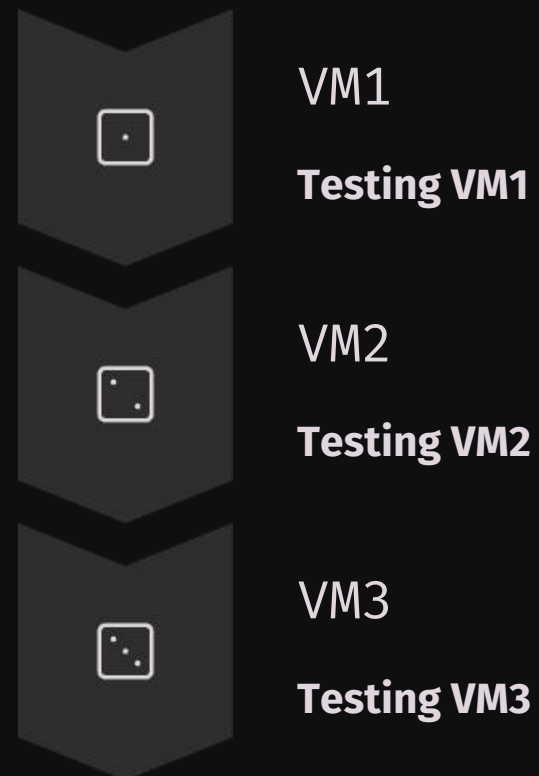 VM1
Testing VM1
VM2
Testing VM2
VM3
Testing VM3